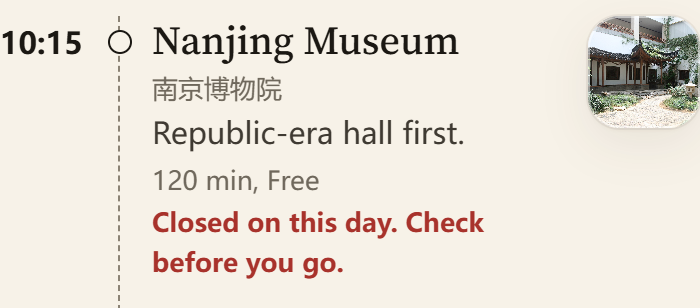 10:15
Nanjing Museum
南京博物院
Republic-era hall first.
120 min, Free
Closed on this day. Check
before you go.